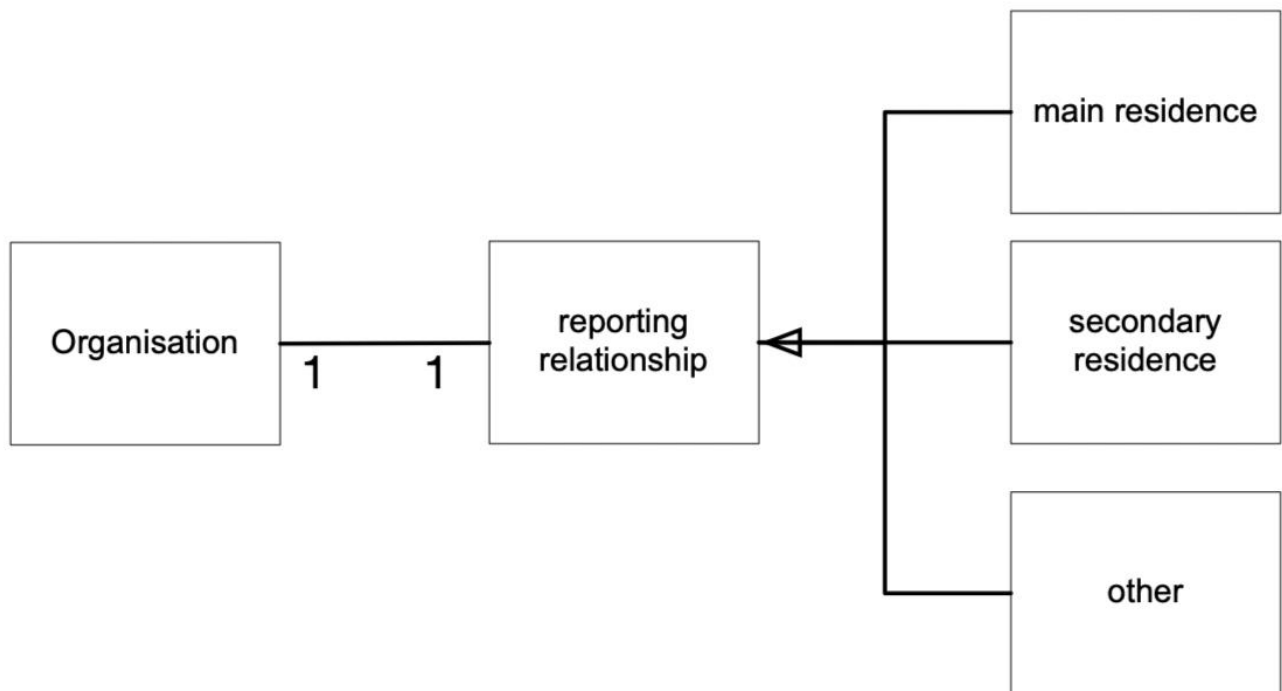 Organisation
1
1
reporting
relationship
main residence
secondary
residence
other